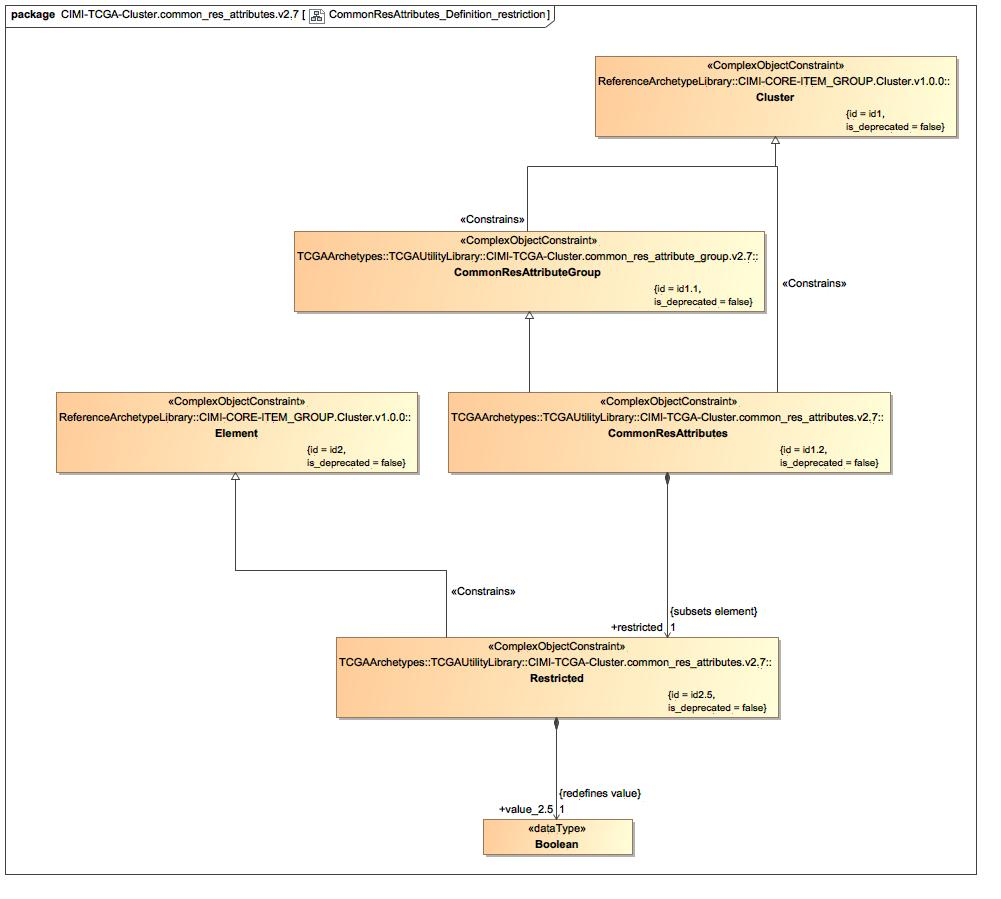 package CIMI-TCGA-Cluster.common_res_attributes.v2.7 [ CommonResAttributes_Definition_restriction]
«ComplexObjectConstraint»
ReferenceArchetypeLibrary::CIMI-CORE-ITEM_GROUP.Cluster.v1.0.0::
Cluster
{id = id1,
is_deprecated = false}
«Constrains»
«ComplexObjectConstraint»
TCGAArchetypes::TCGAUtilityLibrary::CIMI-TCGA-Cluster.common_res_attribute_group.v2.7::
CommonResAttributeGroup
{id = id1.1,
is_deprecated = false}
«Constrains»
«ComplexObjectConstraint»
ReferenceArchetypeLibrary::CIMI-CORE-ITEM_GROUP.Cluster.v1.0.0::
Element
{id = id2,
is_deprecated = false}
«ComplexObjectConstraint»
TCGAArchetypes::TCGAUtilityLibrary::CIMI-TCGA-Cluster.common_res_attributes.v2.7::
CommonResAttributes
{id = id1.2,
is_deprecated = false}
«Constrains»
{subsets element}
+restricted 1
«ComplexObjectConstraint»
TCGAArchetypes::TCGAUtilityLibrary::CIMI-TCGA-Cluster.common_res_attributes.v2.7::
Restricted
{id = id2.5,
is_deprecated = false}
{redefines value}
+value_2.5 1
«dataType»
Boolean